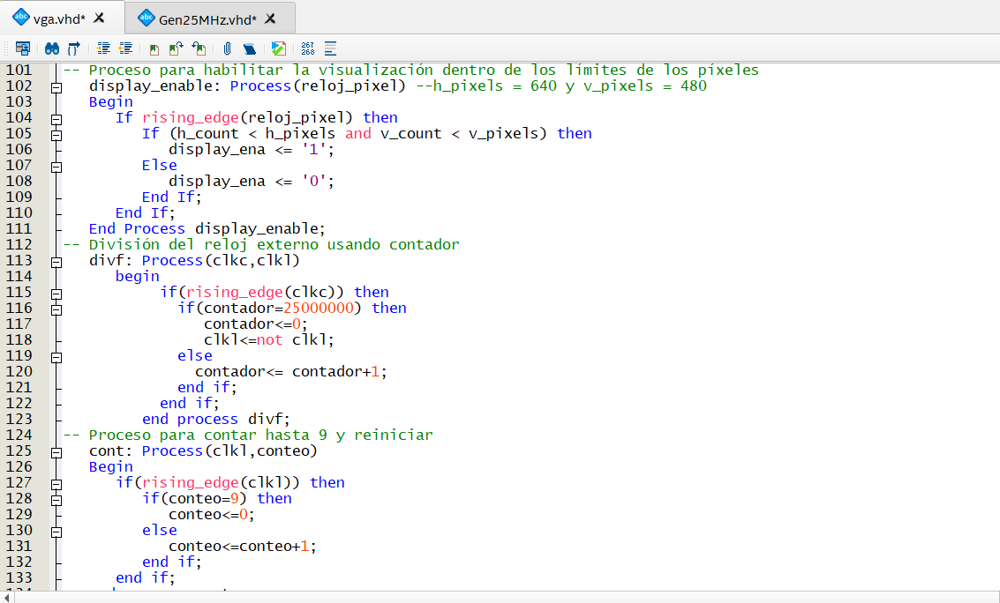 vga.vhd* Gen25MHz.vhd*
267
268
101 -- Proceso para habilitar la visualización dentro de los límites de los píxeles
102 display_enable: Process(reloj_pixel) --h_pixels = 640 y v_pixels = 480
103 Begin
104 If rising_edge(reloj_pixel) then
105 If (h_count < h_pixels and v_count < v_pixels) then
106 display_ena <= '1';
107 Else
108 display_ena <= '0';
109 End If;
110 End If;
111 End Process display_enable;
112 -- División del reloj externo usando contador
113 divf: Process(clkc,clkl)
114 begin
115 if(rising_edge(clkc)) then
116 if(contador=25000000) then
117 contador<=0;
118 clkl<=not clkl;
119 else
120 contador<= contador+1;
121 end if;
122 end if;
123 end process divf;
124 -- Proceso para contar hasta 9 y reiniciar
125 cont: Process(clkl,conteo)
126 Begin
127 if(rising_edge(clkl)) then
128 if(conteo=9) then
129 conteo<=0;
130 else
131 conteo<=conteo+1;
132 end if;
133 end if;